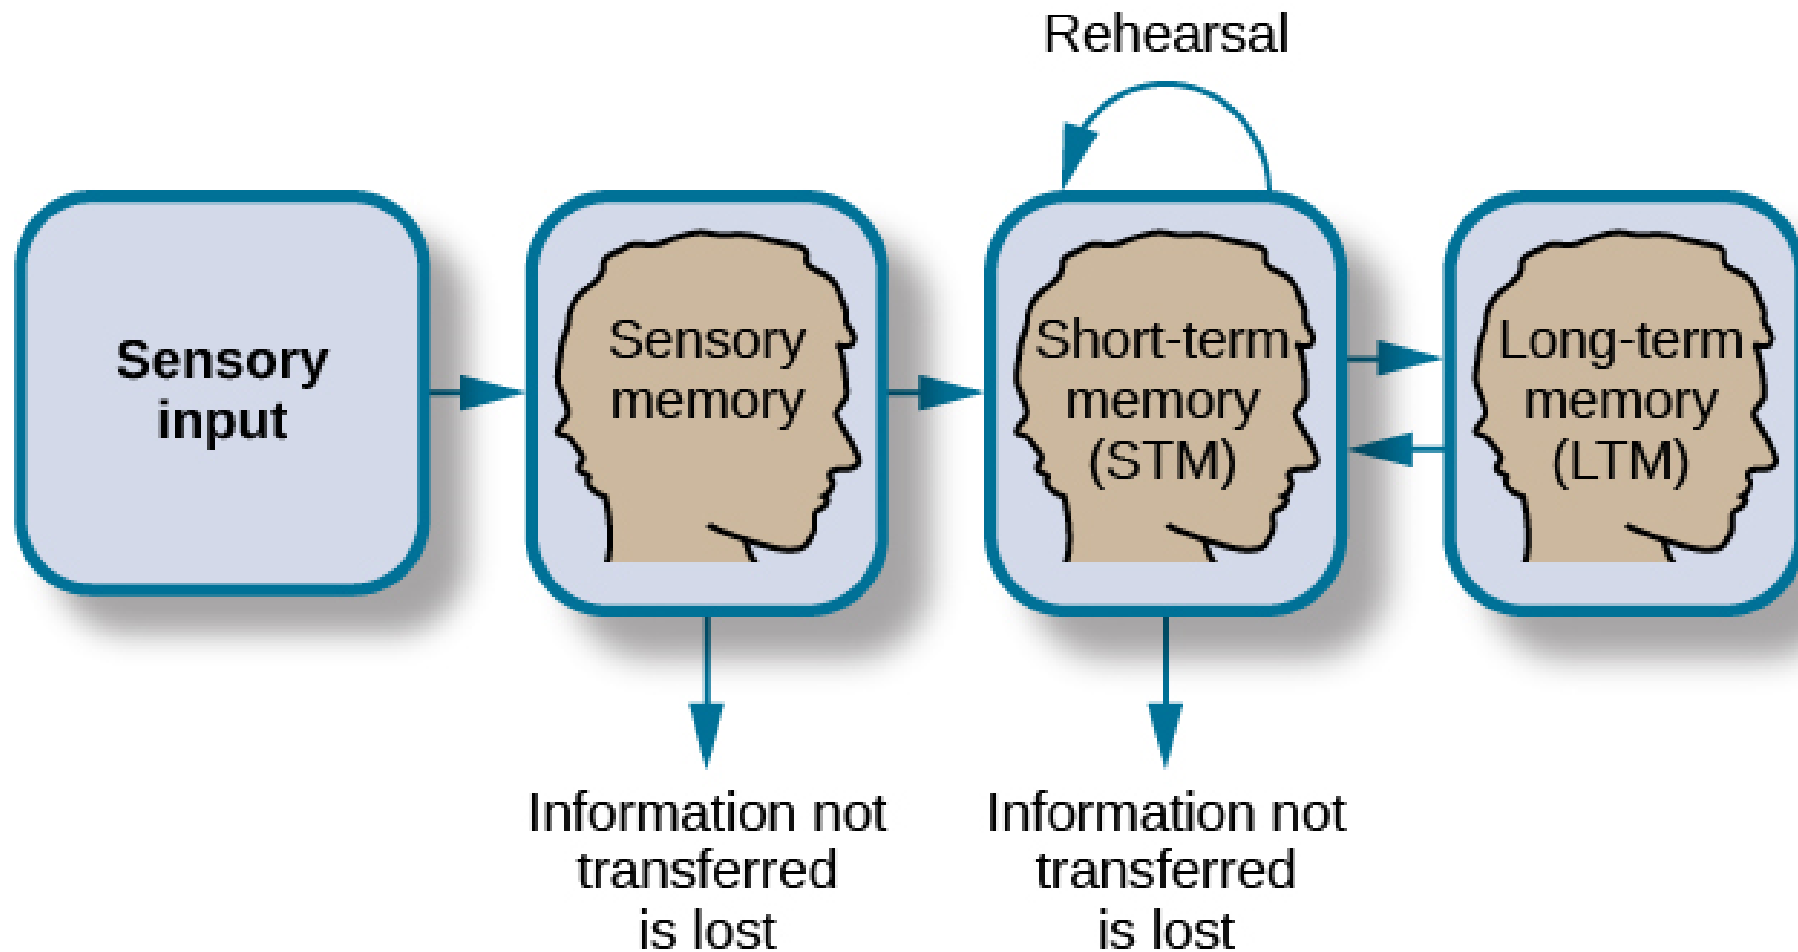 Rehearsal
Sensory
input
Sensory
memory
Short-term
memory
(STM)
Long-term
memory
(LTM)
Information not
transferred
is lost
Information not
transferred
is lost